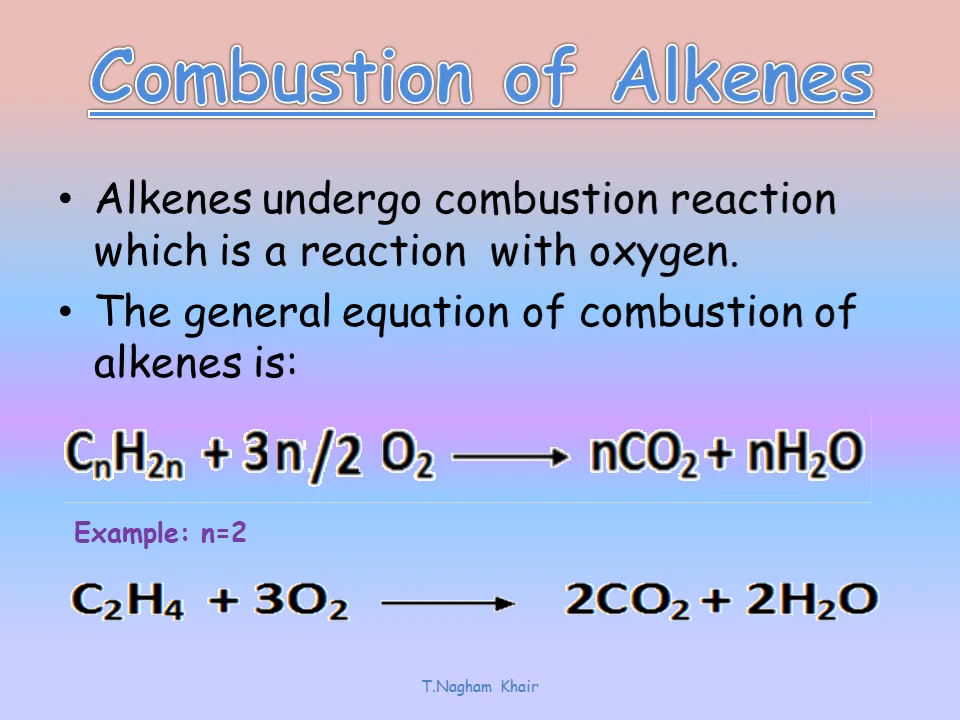 Combustion of Alkenes
• Alkenes undergo combustion reaction
which is a reaction with oxygen.
• The general equation of combustion of
alkenes is:
CₙH₂ₙ + 3n/2 O₂ ⟶ nCO₂ + nH₂O
Example: n=2
C₂H₄ + 3O₂ ⟶ 2CO₂ + 2H₂O
T.Nagham Khair